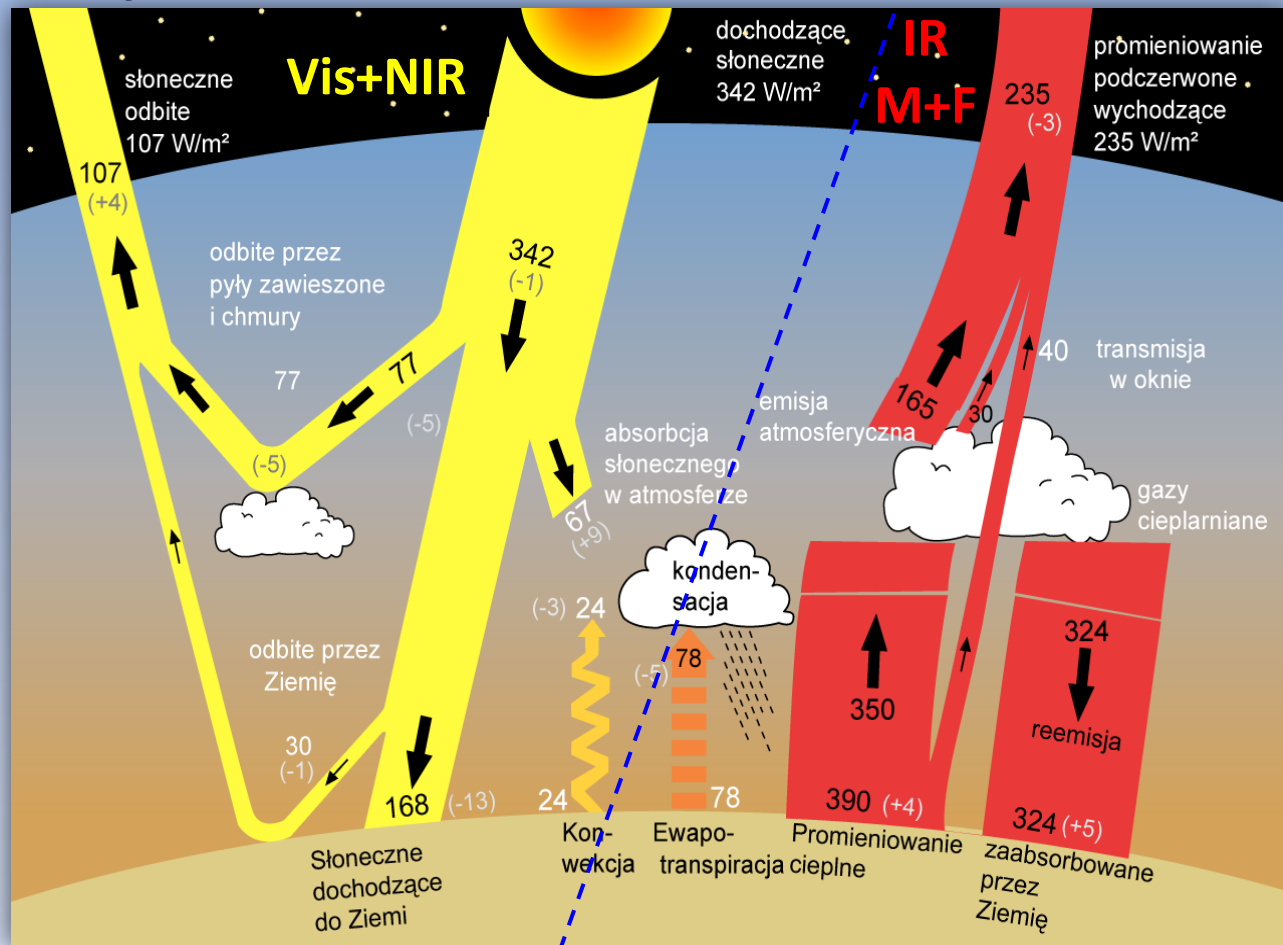 słoneczne
odbite
107 W/m²
Vis+NIR
dochodzące
słoneczne
342 W/m²
IR
M+F
promieniowanie
podczerwone
wychodzące
235 W/m²
235
(-3)
107
(+4)
odbite przez
pyły zawieszone
i chmury
77
342
(-1)
77
(-5)
(-5)
absorbcja
słonecznego
w atmosferze
67
(+9)
emisja
atmosferyczna
165
30
40
transmisja
w oknie
gazy
cieplarniane
konden-
sacja
(-3) 24
(-5)
78
350
324
reemisja
odbite przez
Ziemię
30
(-1)
168 (-13)
24
78
390 (+4)
324 (+5)
Słoneczne
dochodzące
do Ziemi
Kon-
wekcja
Ewapo-
transpiracja
Promieniowanie
cieplne
zaabsorbowane
przez
Ziemię